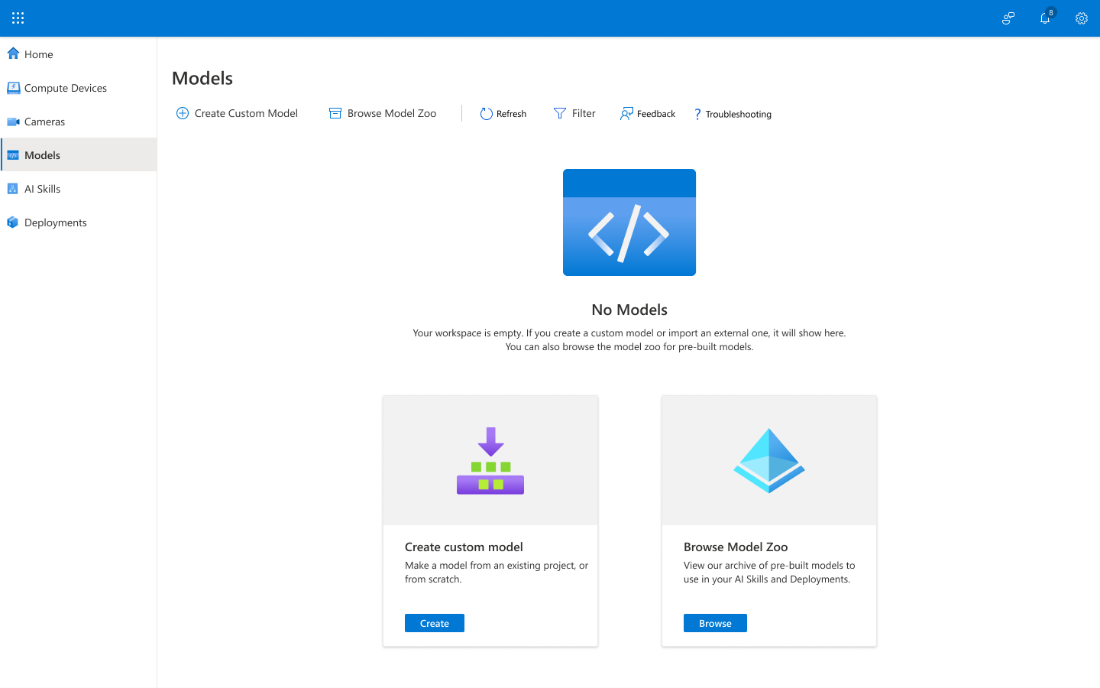 8
Home
Compute Devices
Cameras
Models
AI Skills
Deployments
Models
Create Custom Model
Browse Model Zoo
Refresh
Filter
Feedback
? Troubleshooting
</>
No Models
Your workspace is empty. If you create a custom model or import an external one, it will show here.
You can also browse the model zoo for pre-built models.
Create custom model
Make a model from an existing project, or
from scratch.
Create
Browse Model Zoo
View our archive of pre-built models to
use in your AI Skills and Deployments.
Browse